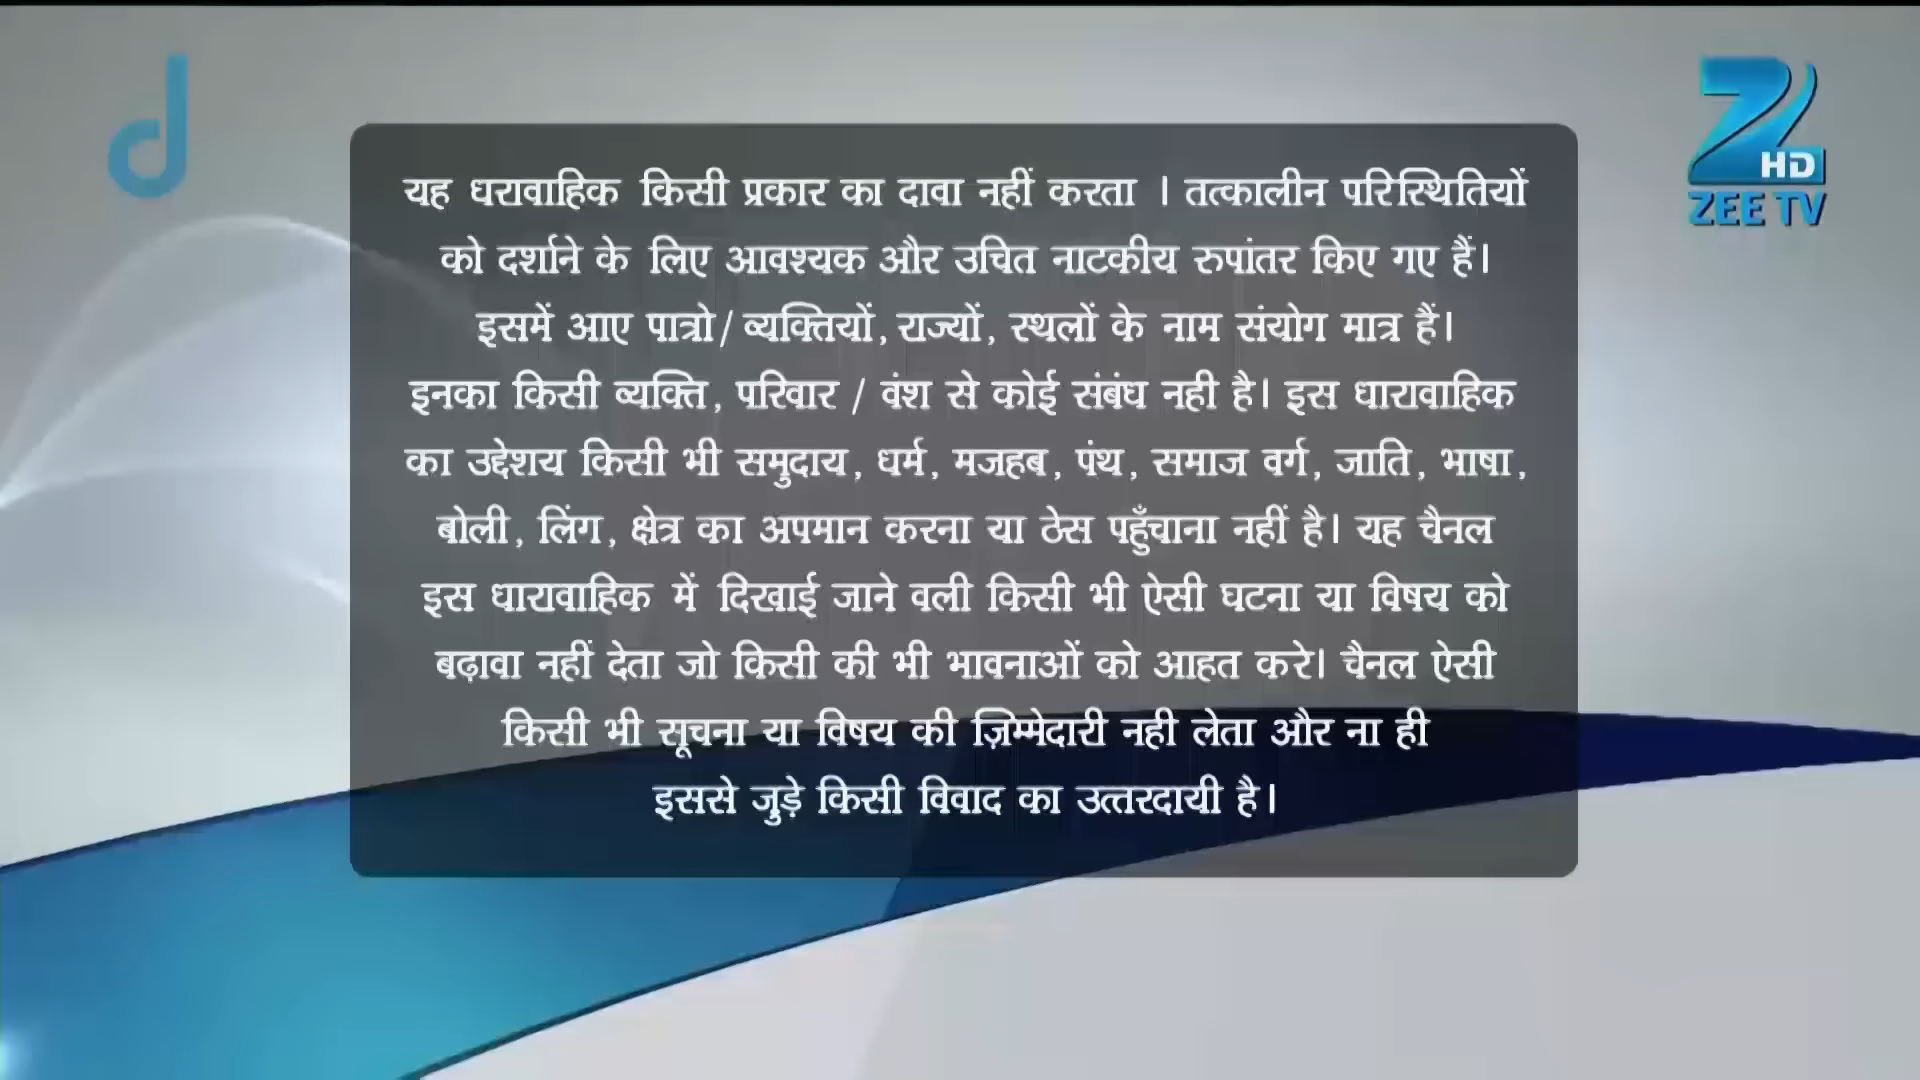 d
HD
ZEE TV
यह धरावाहिक किसी प्रकार का दावा नहीं करता । तत्कालीन परिस्थितियों
को दर्शाने के लिए आवश्यक और उचित नाटकीय रुपांतर किए गए हैं।
इसमें आए पात्रो/ व्यक्तियों, राज्यों, स्थलों के नाम संयोग मात्र हैं।
इनका किसी व्यक्ति, परिवार / वंश से कोई संबंध नही है। इस धारावाहिक
का उद्देशय किसी भी समुदाय, धर्म, मजहब, पंथ, समाज वर्ग, जाति, भाषा,
बोली, लिंग, क्षेत्र का अपमान करना या ठेस पहुँचाना नहीं है। यह चैनल
इस धारावाहिक में दिखाई जाने वली किसी भी ऐसी घटना या विषय को
बढ़ावा नहीं देता जो किसी की भी भावनाओं को आहत करे। चैनल ऐसी
किसी भी सूचना या विषय की ज़िम्मेदारी नही लेता और ना ही
इससे जुड़े किसी विवाद का उत्तरदायी है।